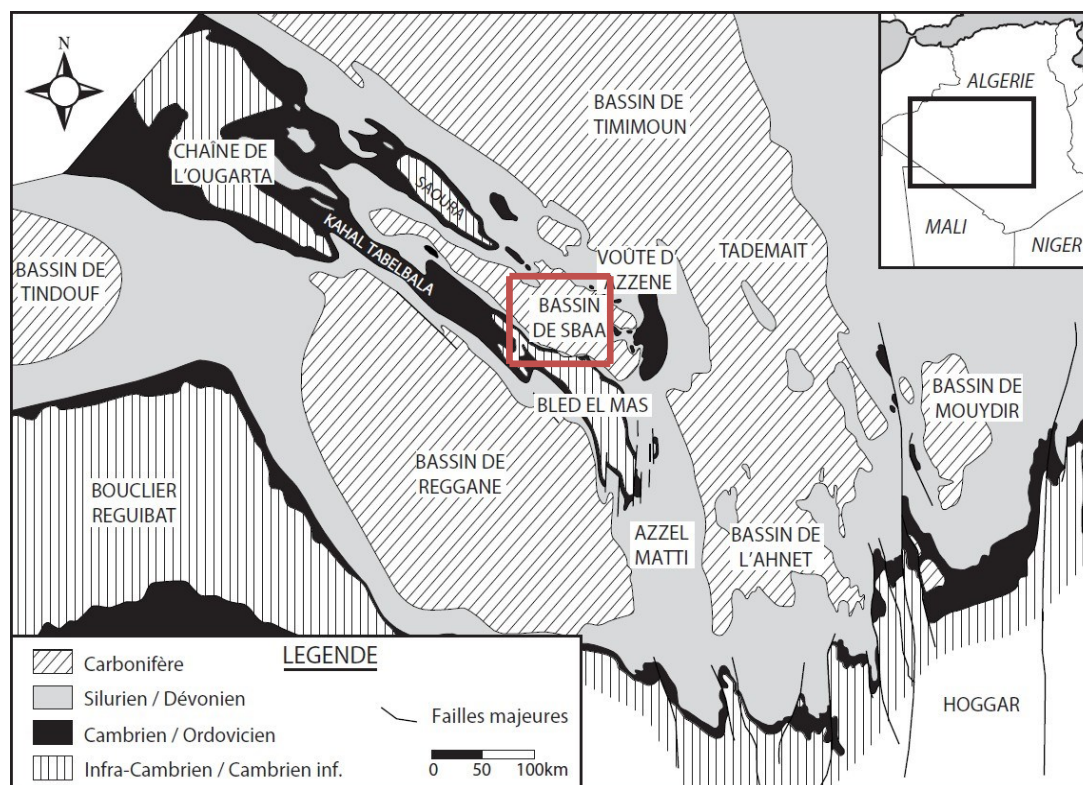 N
ALGERIE
MALI
NIGER
BASSIN DE
TIMIMOUN
CHAÎNE DE
L'OUGARTA
SAOURA
KAHAL TABELBALA
VOÛTE D
AZZENE
TADEMAIT
BASSIN DE
TINDOUF
BASSIN
DE SBAA
BLED EL MAS
BASSIN DE
MOUYDIR
BASSIN DE
REGGANE
BOUCLIER
REGUIBAT
AZZEL
MATTI
BASSIN DE
L'AHNET
HOGGAR
LEGENDE
Carbonifère
Silurien / Dévonien
Cambrien / Ordovicien
Infra-Cambrien / Cambrien inf.
Failles majeures
0 50 100km